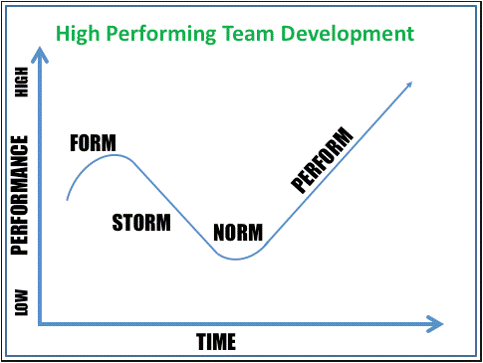 High Performing Team Development
HIGH
PERFORMANCE
LOW
FORM
STORM
NORM
PERFORM
TIME